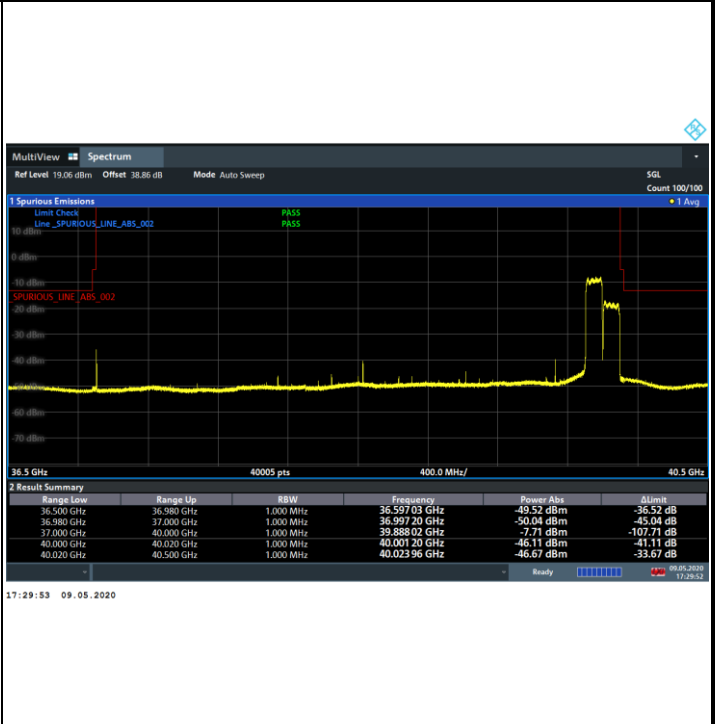 MultiView Spectrum
Ref Level 19.06 dBm Offset 38.86 dB Mode Auto Sweep SGL
Count 100/100
1 Spurious Emissions 1 Avg
Limit Check PASS
Line _SPURIOUS_LINE_ABS_002 PASS
10 dBm
0 dBm
-10 dBm
_SPURIOUS_LINE_ABS_002
-20 dBm
-30 dBm
-40 dBm
-60 dBm
-70 dBm
36.5 GHz 40005 pts 400.0 MHz/ 40.5 GHz
2 Result Summary
Range Low Range Up RBW Frequency Power Abs ΔLimit
36.500 GHz 36.980 GHz 1.000 MHz 36.597 03 GHz -49.52 dBm -36.52 dB
36.980 GHz 37.000 GHz 1.000 MHz 36.997 20 GHz -50.04 dBm -45.04 dB
37.000 GHz 40.000 GHz 1.000 MHz 39.888 02 GHz -7.71 dBm -107.71 dB
40.000 GHz 40.020 GHz 1.000 MHz 40.001 20 GHz -46.11 dBm -41.11 dB
40.020 GHz 40.500 GHz 1.000 MHz 40.023 96 GHz -46.67 dBm -33.67 dB
Ready 09.05.2020
17:29:52
17:29:53 09.05.2020